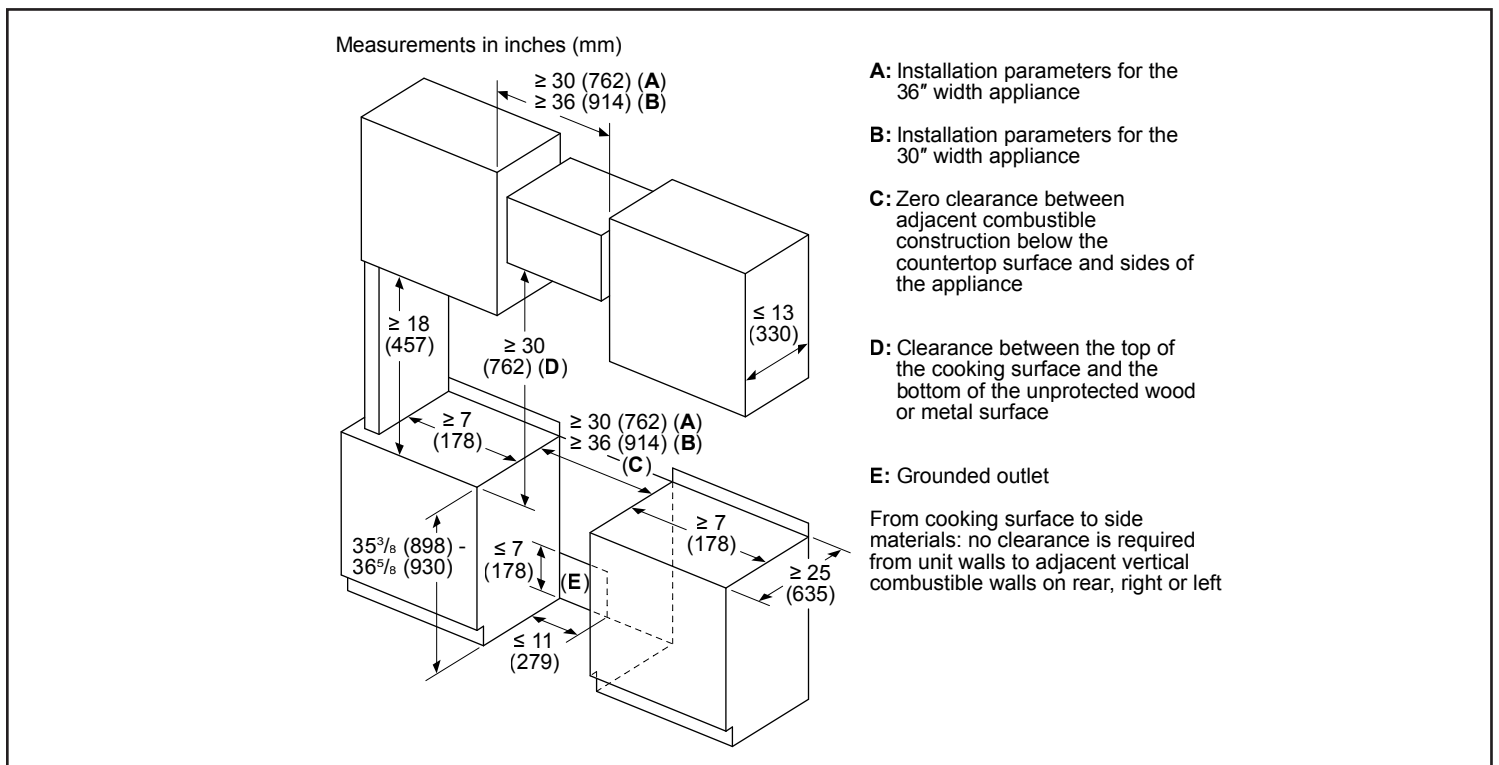 Measurements in inches (mm)
≥ 30 (762) (A)
≥ 36 (914) (B)
≥ 18
(457)
≥ 30
(762) (D)
≤ 13
(330)
≥ 7
(178)
≥ 30 (762) (A)
≥ 36 (914) (B)
(C)
≥ 7
(178)
35³/₈ (898) -
36⁵/₈ (930)
≤ 7
(178)
(E)
≥ 25
(635)
≤ 11
(279)
A: Installation parameters for the
36″ width appliance
B: Installation parameters for the
30″ width appliance
C: Zero clearance between
adjacent combustible
construction below the
countertop surface and sides of
the appliance
D: Clearance between the top of
the cooking surface and the
bottom of the unprotected wood
or metal surface
E: Grounded outlet
From cooking surface to side
materials: no clearance is required
from unit walls to adjacent vertical
combustible walls on rear, right or left